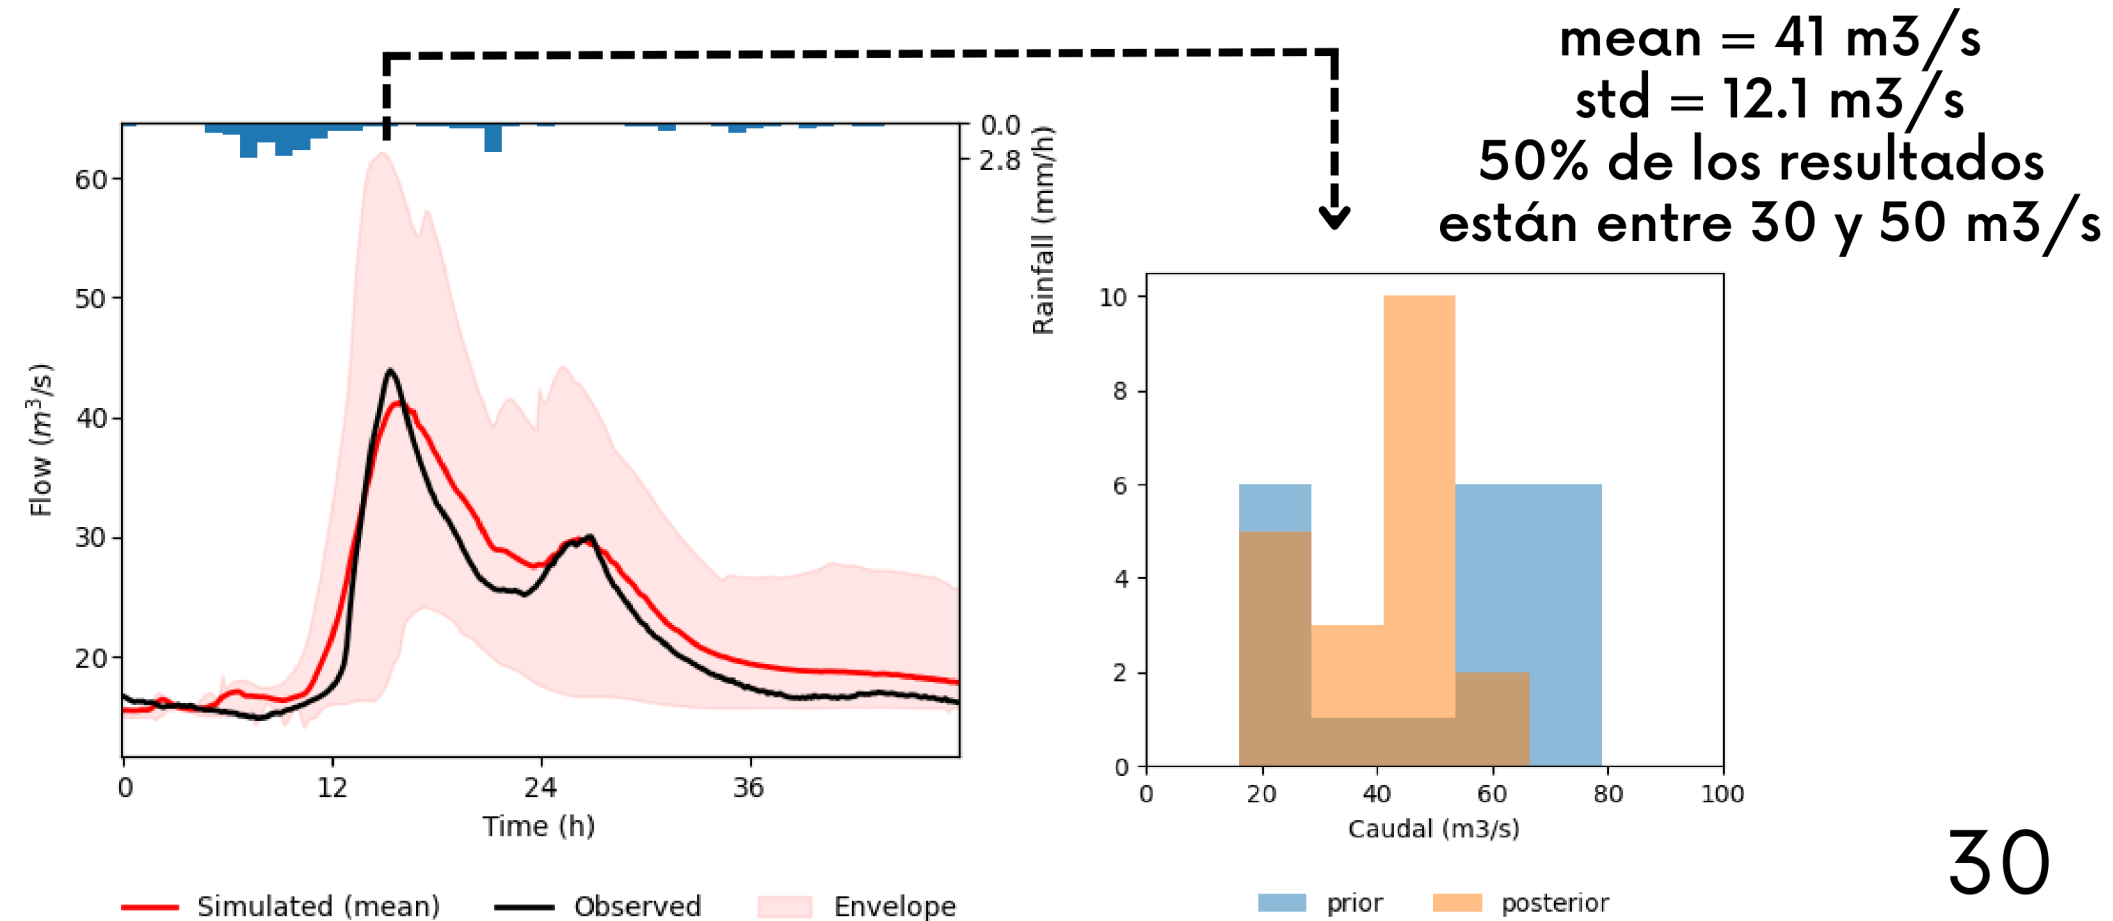 mean = 41 m3/s
std = 12.1 m3/s
50% de los resultados
están entre 30 y 50 m3/s
0.0
2.8
Rainfall (mm/h)
60
50
40
30
20
Flow (m³/s)
0 12 24 36
Time (h)
Simulated (mean) Observed Envelope
10
8
6
4
2
0
0 20 40 60 80 100
Caudal (m3/s)
prior posterior
30